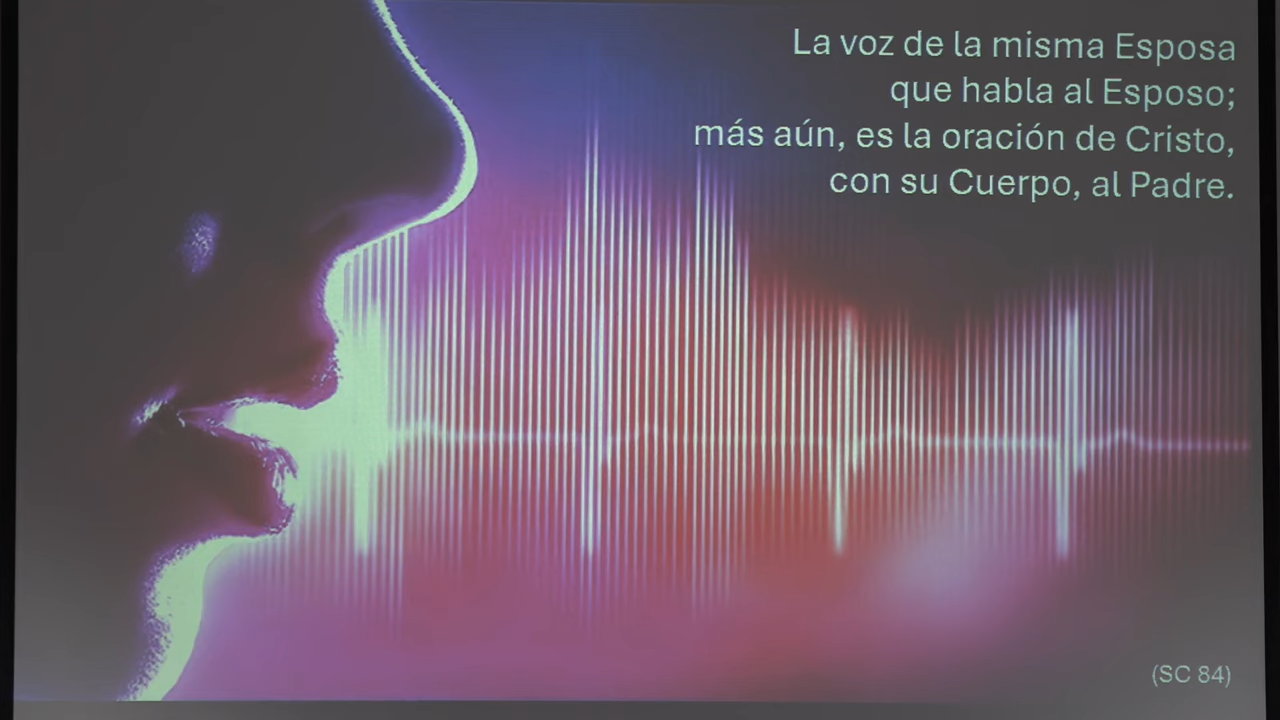 La voz de la misma Esposa
que habla al Esposo;
más aún, es la oración de Cristo,
con su Cuerpo, al Padre.
(SC 84)